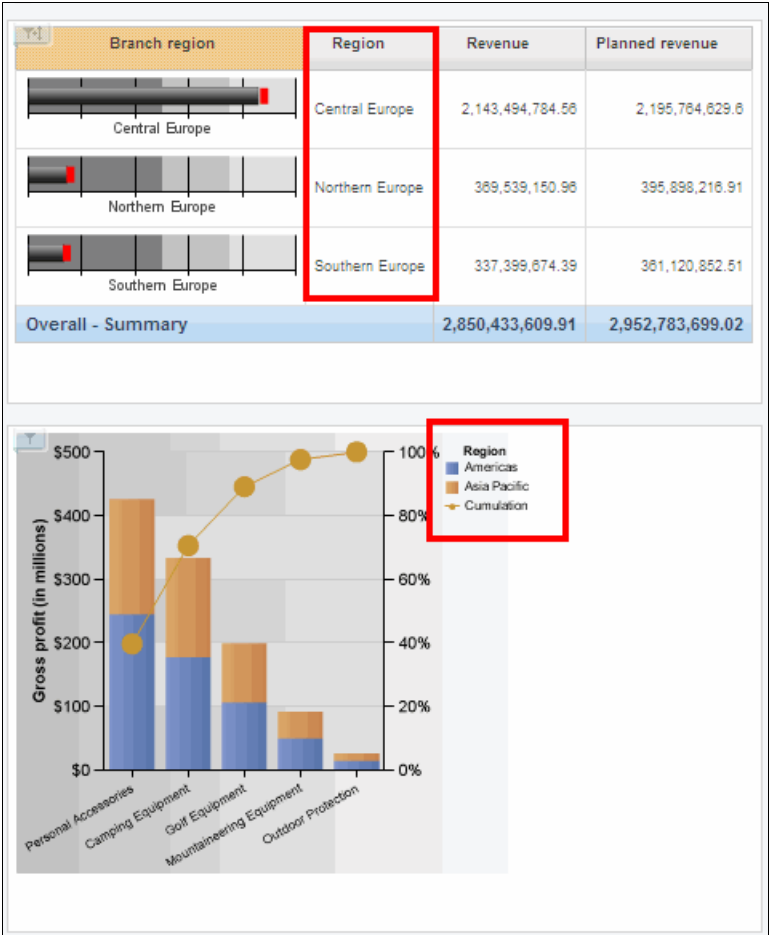 Branch region Region Revenue Planned revenue
Central Europe Central Europe 2,143,494,784.56 2,195,764,629.6
Northern Europe Northern Europe 369,539,150.96 395,898,216.91
Southern Europe Southern Europe 337,399,674.39 361,120,852.51
Overall - Summary 2,850,433,609.91 2,952,783,699.02
Gross profit (in millions)
$500
$400
$300
$200
$100
$0
100%
80%
60%
40%
20%
0%
Region
Americas
Asia Pacific
Cumulation
Personal Accessories
Camping Equipment
Golf Equipment
Mountaineering Equipment
Outdoor Protection